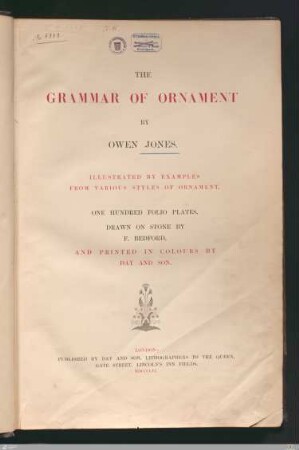 THE
GRAMMAR OF ORNAMENT
BY
OWEN JONES.
ILLUSTRATED BY EXAMPLES
FROM VARIOUS STYLES OF ORNAMENT.
ONE HUNDRED FOLIO PLATES,
DRAWN ON STONE BY
F. BEDFORD,
AND PRINTED IN COLOURS BY
DAY AND SON.
LONDON:
PUBLISHED BY DAY AND SON, LITHOGRAPHERS TO THE QUEEN,
GATE STREET, LINCOLN'S INN FIELDS.